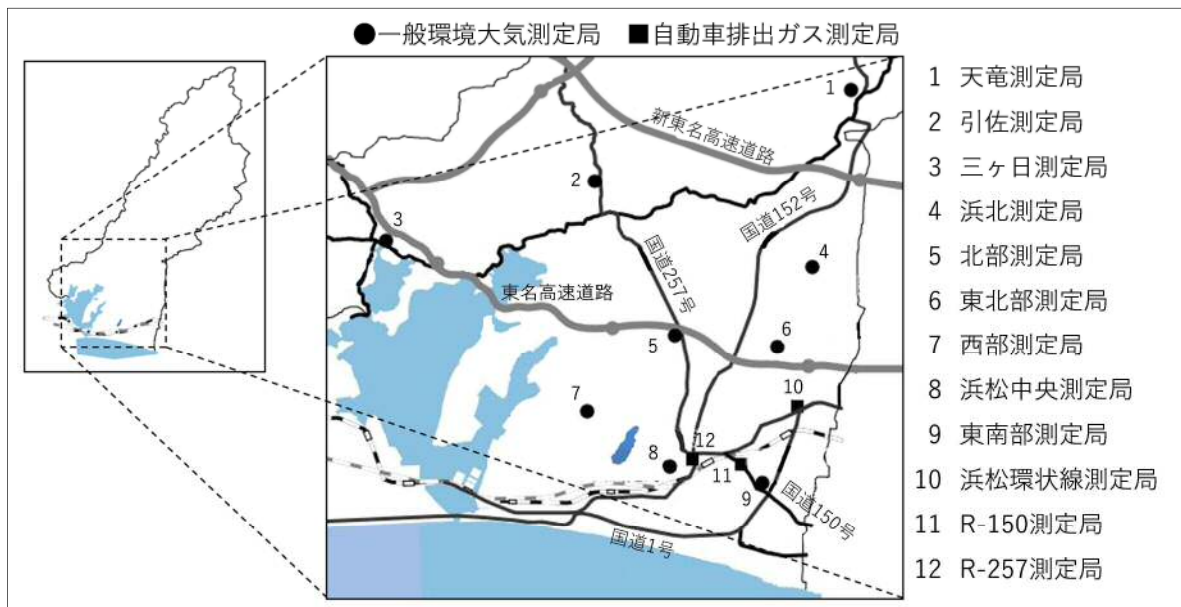 ●一般環境大気測定局 ■自動車排出ガス測定局
1 天竜測定局
2 引佐測定局
3 三ヶ日測定局
4 浜北測定局
5 北部測定局
6 東北部測定局
7 西部測定局
8 浜松中央測定局
9 東南部測定局
10 浜松環状線測定局
11 R-150測定局
12 R-257測定局
1
新東名高速道路
2
国道152号
3
国道257号
4
東名高速道路
5
6
7
10
8
12
11
9
国道150号
国道1号